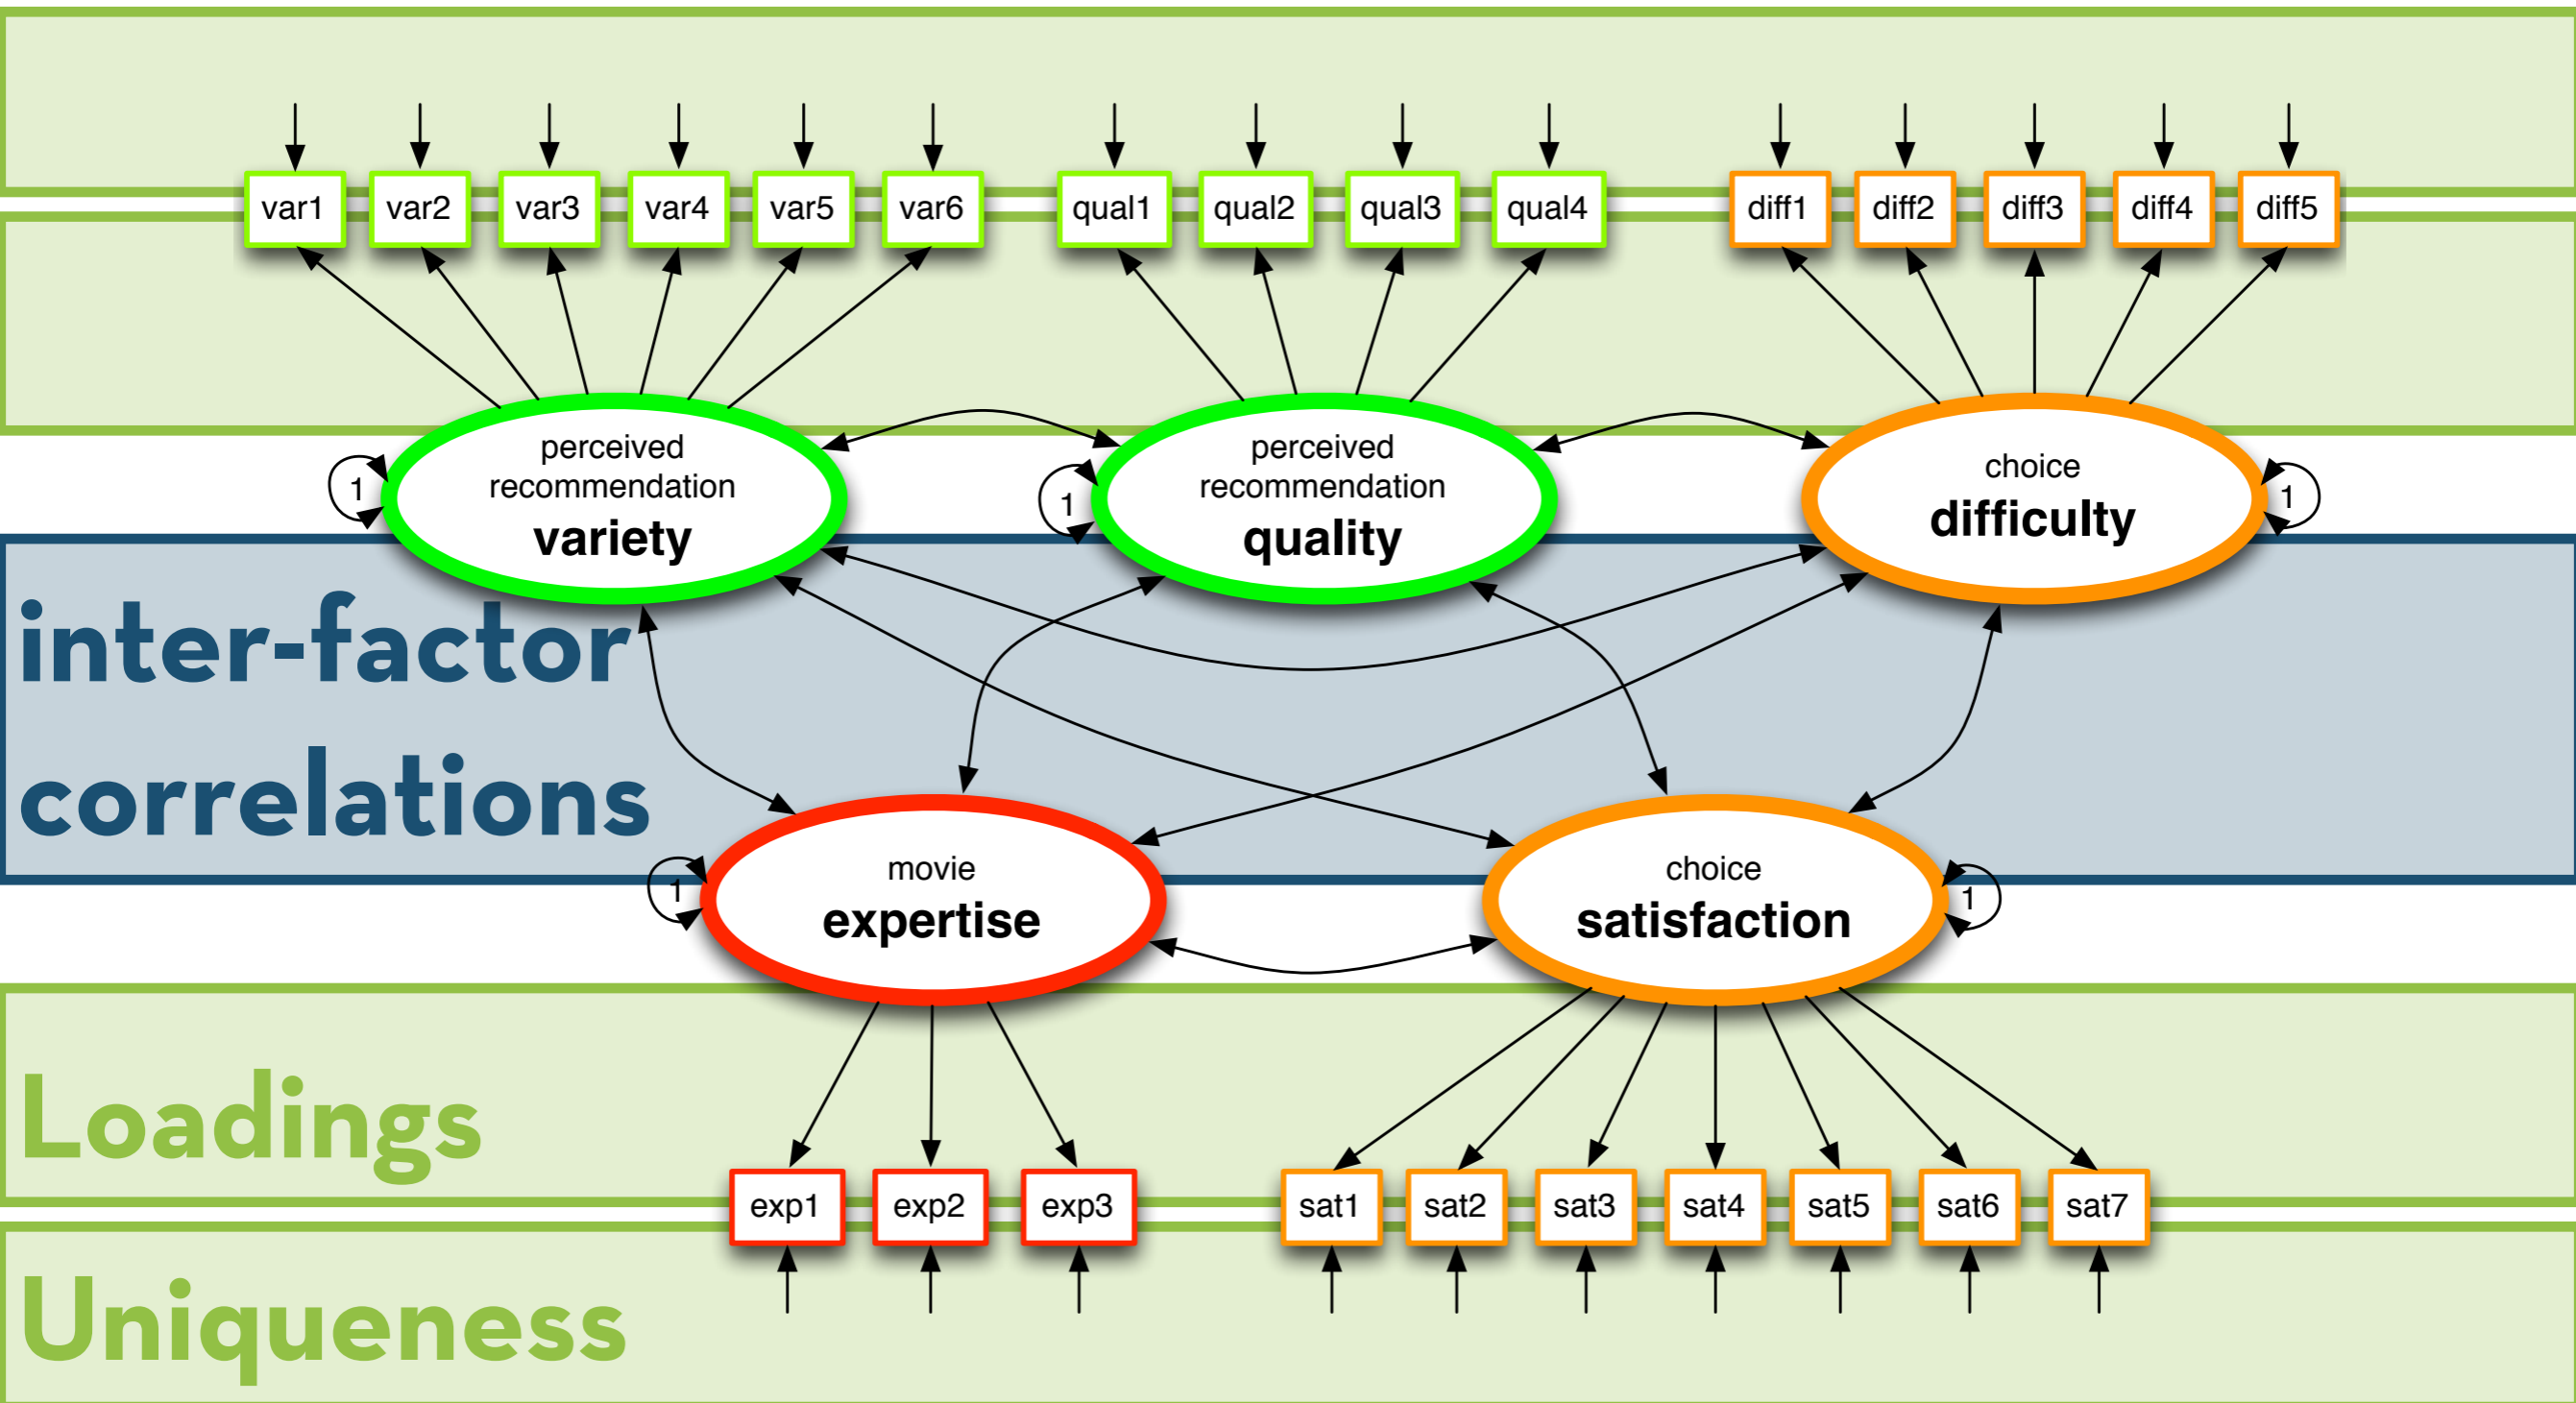 var1 var2 var3 var4 var5 var6 qual1 qual2 qual3 qual4 diff1 diff2 diff3 diff4 diff5
perceived
recommendation
variety
1
perceived
recommendation
quality
1
choice
difficulty
1
inter-factor
correlations
movie
expertise
1
choice
satisfaction
1
Loadings
exp1 exp2 exp3 sat1 sat2 sat3 sat4 sat5 sat6 sat7
Uniqueness